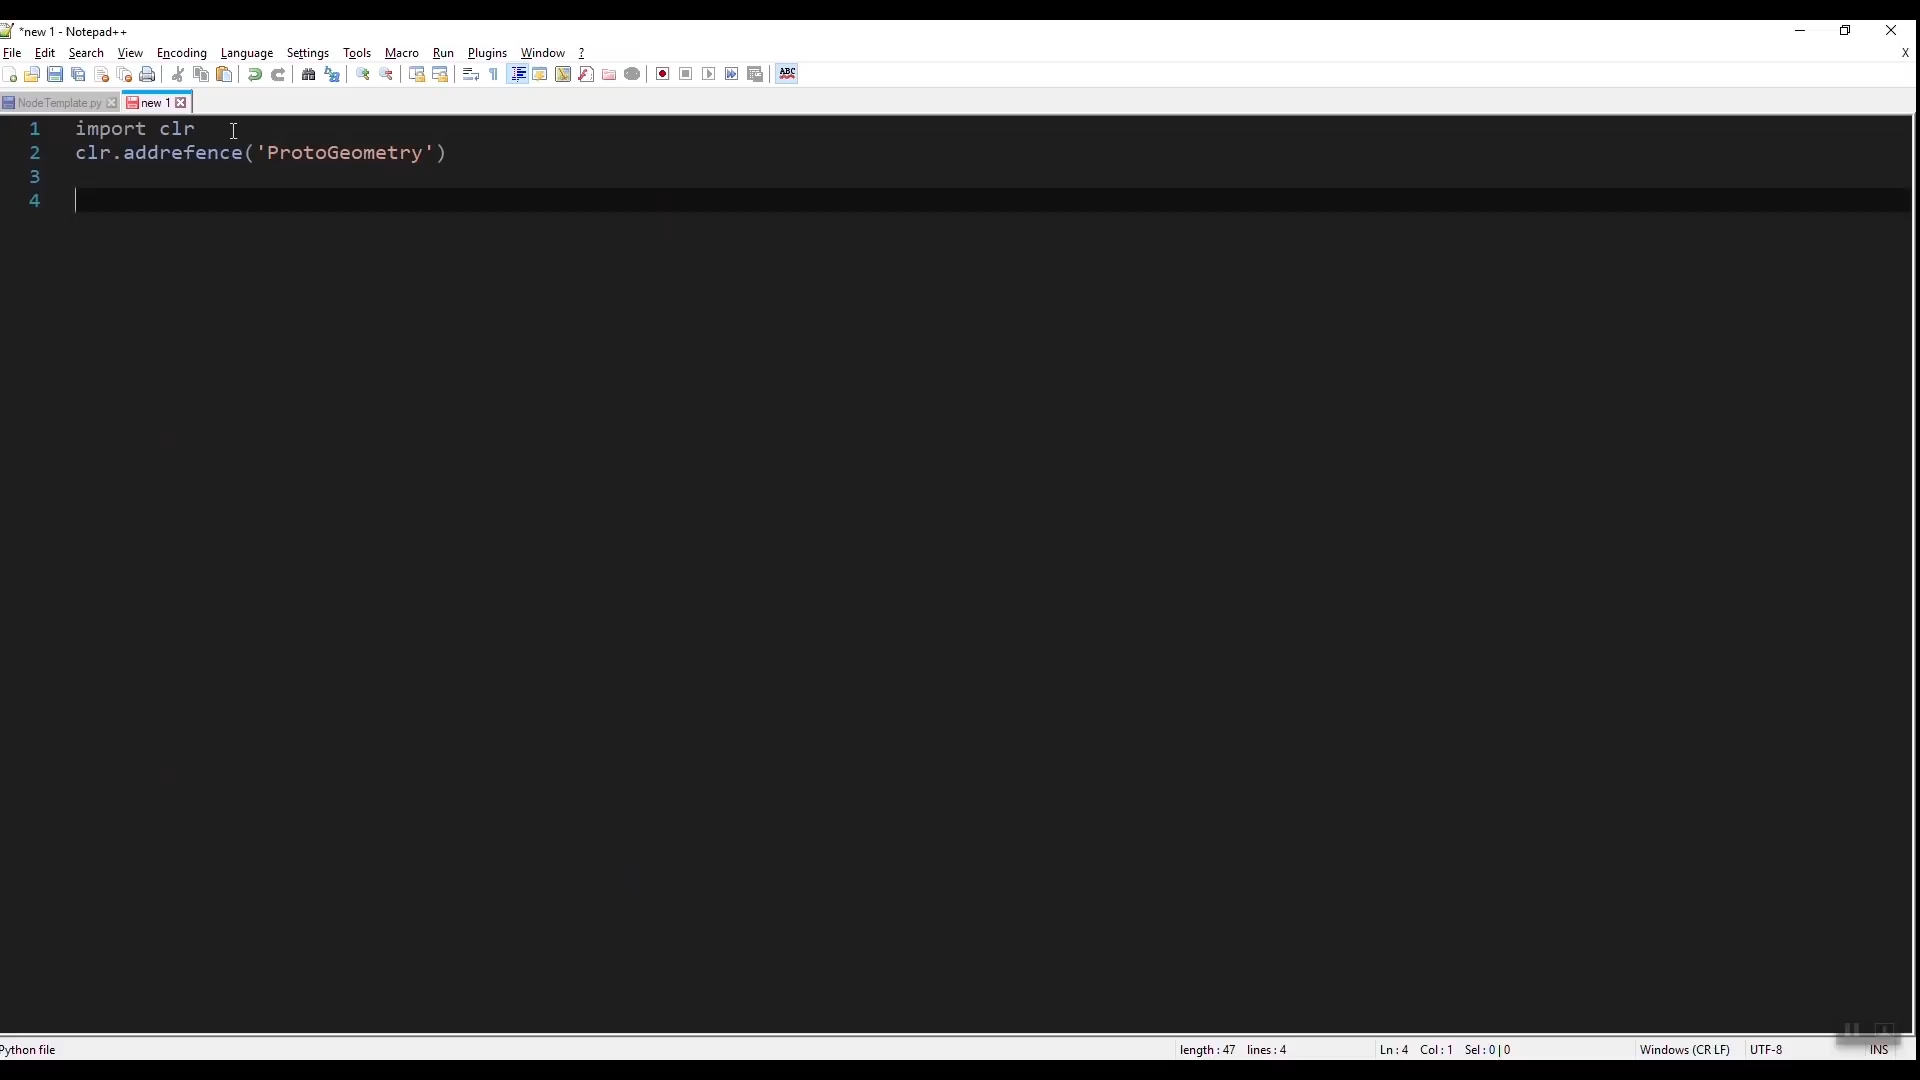 *new 1 - Notepad++
File Edit Search View Encoding Language Settings Tools Macro Run Plugins Window ? X
ABC
NodeTemplate.py new 1
1 import clr
2 clr.addrefence('ProtoGeometry')
3
4
Python file length : 47 lines : 4 Ln : 4 Col : 1 Sel : 0 | 0 Windows (CR LF) UTF-8 INS